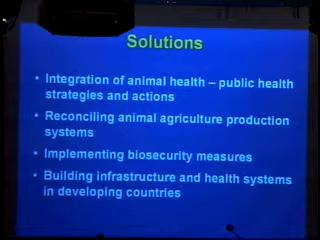 Solutions
• Integration of animal health – public health
strategies and actions
• Reconciling animal agriculture production
systems
• Implementing biosecurity measures
• Building infrastructure and health systems
in developing countries